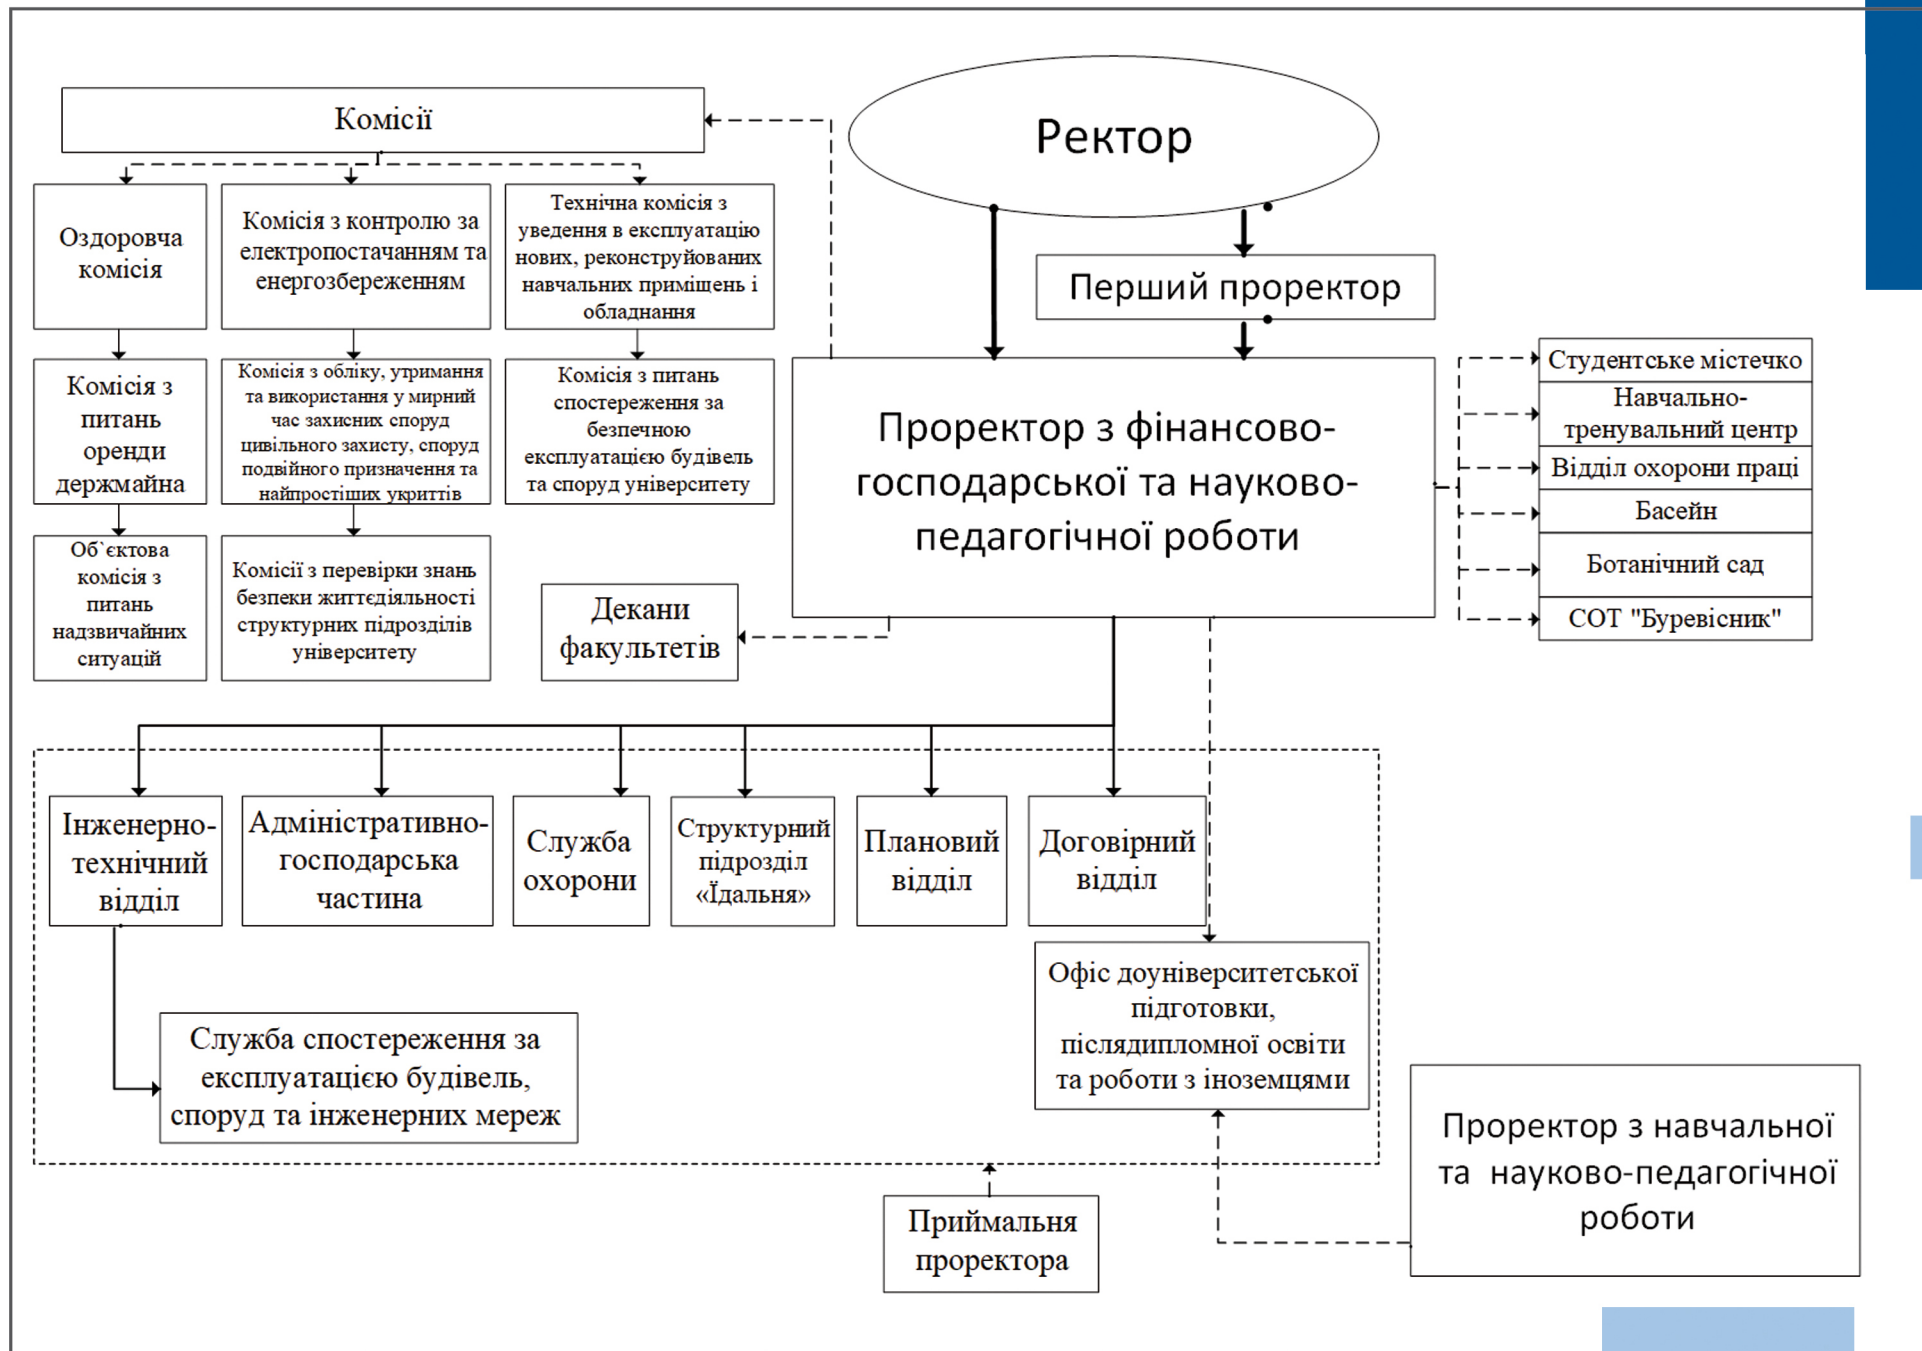 Комісії
Ректор
Оздоровча
комісія
Комісія з контролю за
електропостачанням та
енергозбереженням
Технічна комісія з
уведення в експлуатацію
нових, реконструйованих
навчальних приміщень і
обладнання
Перший проректор
Комісія з
питань
оренди
держмайна
Комісія з обліку, утримання
та використання у мирний
час захисних споруд
цивільного захисту, споруд
подвійного призначення та
найпростіших укриттів
Комісія з питань
спостереження за
безпечною
експлуатацією будівель
та споруд університету
Проректор з фінансово-
господарської та науково-
педагогічної роботи
Студентське містечко
Навчально-
тренувальний центр
Відділ охорони праці
Басейн
Ботанічний сад
СОТ "Буревісник"
Об`єктова
комісія з
питань
надзвичайних
ситуацій
Комісії з перевірки знань
безпеки життєдіяльності
структурних підрозділів
університету
Декани
факультетів
Інженерно-
технічний
відділ
Адміністративно-
господарська
частина
Служба
охорони
Структурний
підрозділ
«Їдальня»
Плановий
відділ
Договірний
відділ
Офіс доуніверситетської
підготовки,
післядипломної освіти
та роботи з іноземцями
Служба спостереження за
експлуатацією будівель,
споруд та інженерних мереж
Проректор з навчальної
та науково-педагогічної
роботи
Приймальня
проректора